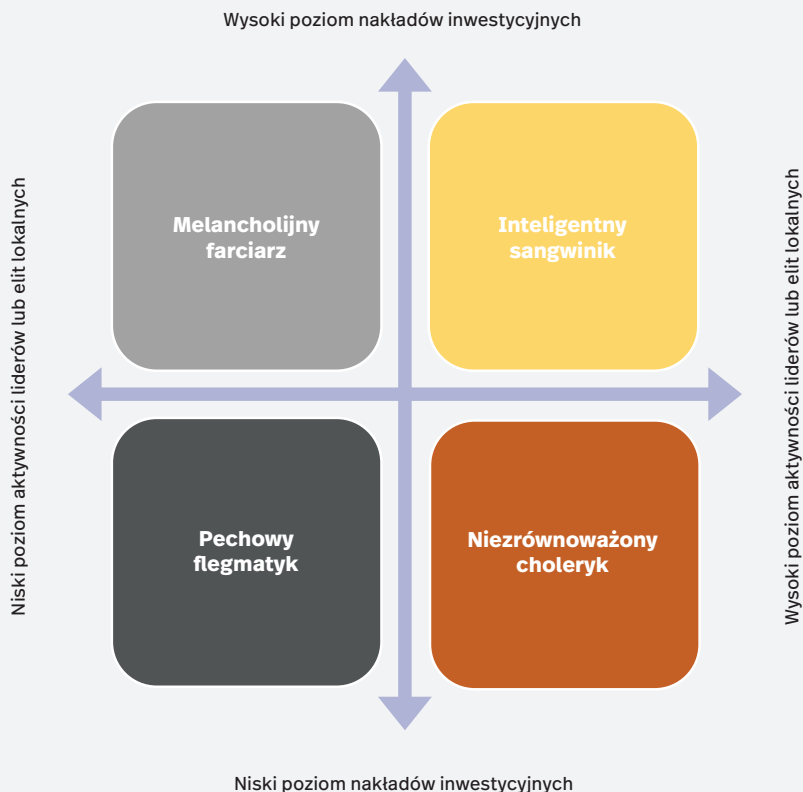 Wysoki poziom nakładów inwestycyjnych
Niski poziom aktywności liderów lub elit lokalnych
Melancholijny
farciarz
Inteligentny
sangwinik
Wysoki poziom aktywności liderów lub elit lokalnych
Pechowy
flegmatyk
Niezrównoważony
choleryk
Niski poziom nakładów inwestycyjnych